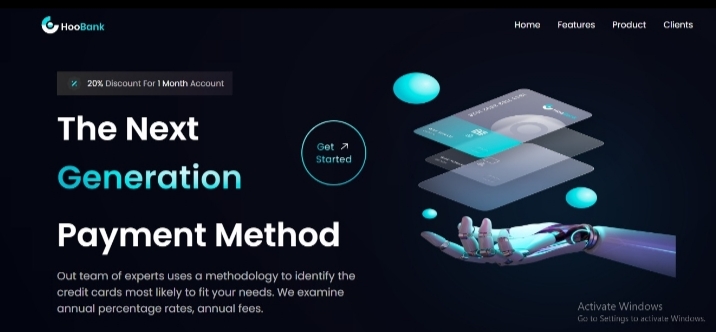 HooBank
Home Features Product Clients
20% Discount For 1 Month Account
The Next
Generation
Payment Method
Get
Started
Out team of experts uses a methodology to identify the
credit cards most likely to fit your needs. We examine
annual percentage rates, annual fees.
HooBank
Activate Windows
Go to Settings to activate Windows.